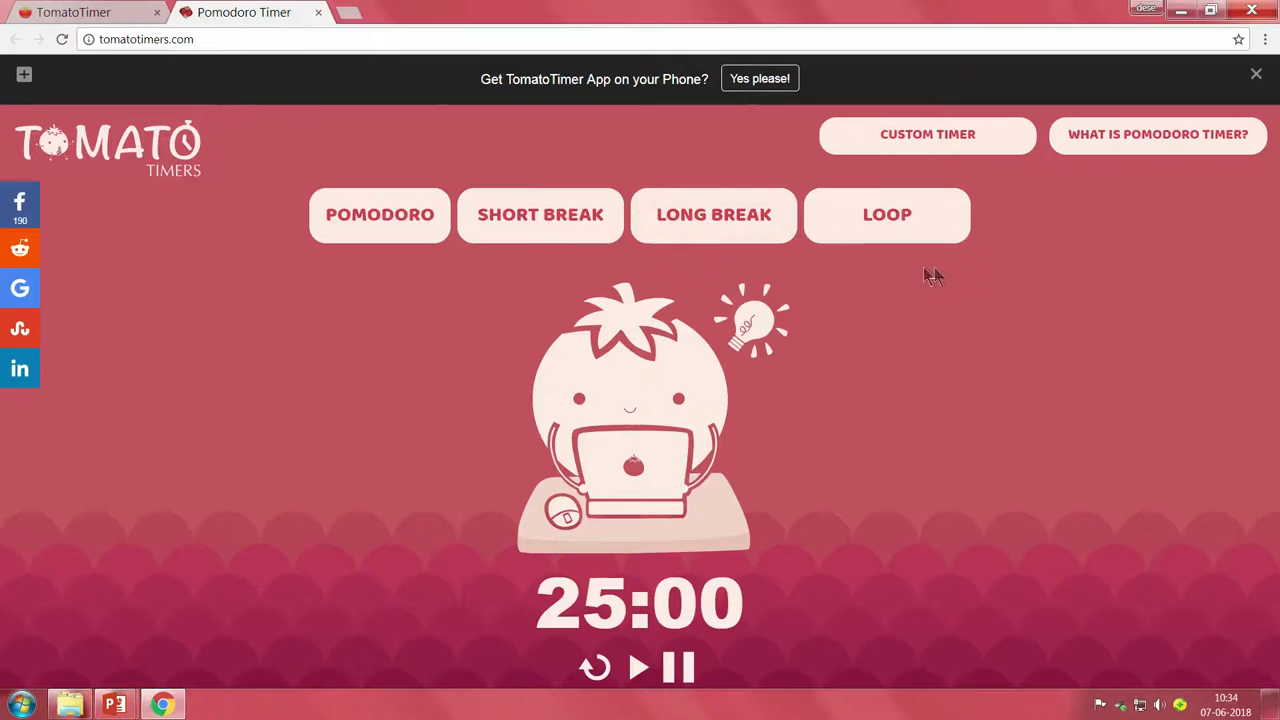 TomatoTimer
Pomodoro Timer
dese
tomatotimers.com
Get TomatoTimer App on your Phone?
Yes please!
TOMATO
TIMERS
CUSTOM TIMER
WHAT IS POMODORO TIMER?
190
POMODORO
SHORT BREAK
LONG BREAK
LOOP
25:00
10:34
07-06-2018